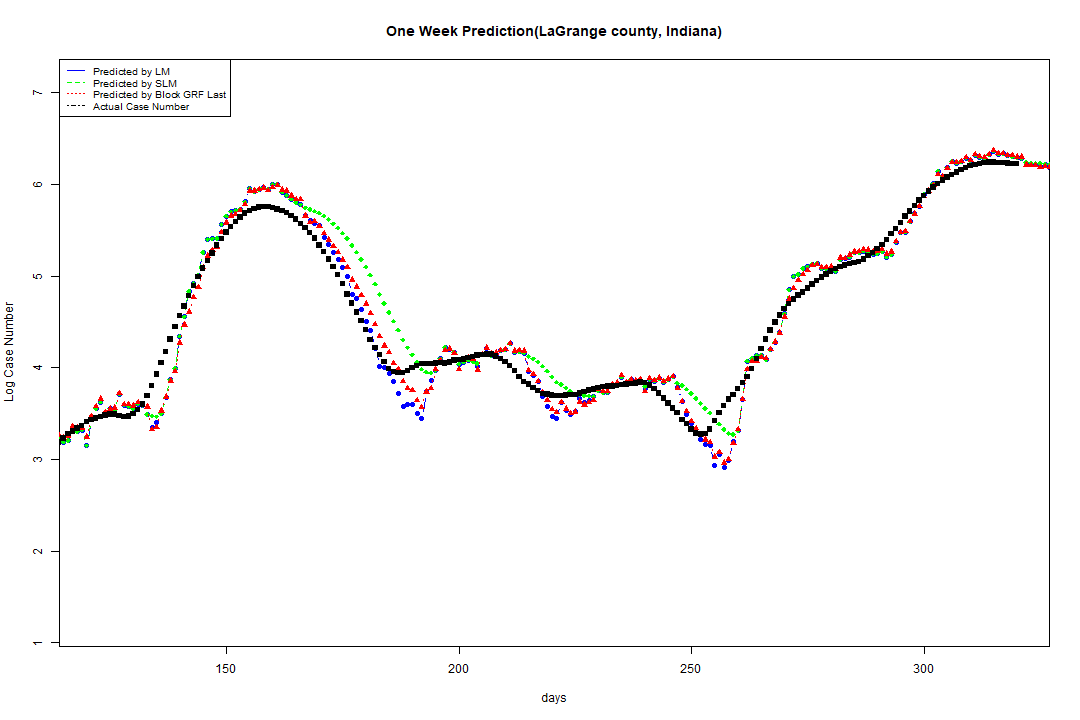 One Week Prediction(LaGrange county, Indiana)
Predicted by LM
Predicted by SLM
Predicted by Block GRF Last
Actual Case Number
Log Case Number
7
6
5
4
3
2
1
150
200
250
300
days